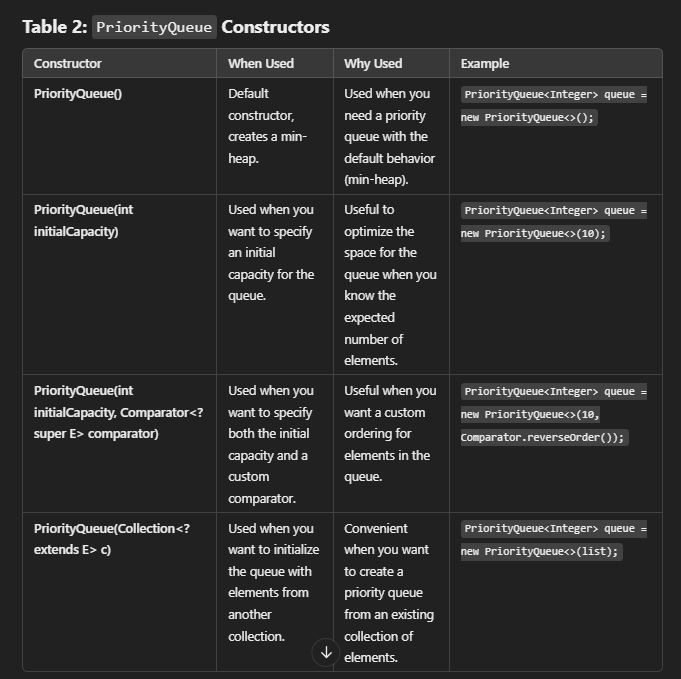 Table 2: PriorityQueue Constructors
Constructor When Used Why Used Example
PriorityQueue()
Default
constructor,
creates a min-
heap.
Used when you
need a priority
queue with the
default behavior
(min-heap).
PriorityQueue<Integer> queue =
new PriorityQueue<>();
PriorityQueue(int
initialCapacity)
Used when you
want to specify
an initial
capacity for the
queue.
Useful to
optimize the
space for the
queue when you
know the
expected
number of
elements.
PriorityQueue<Integer> queue =
new PriorityQueue<>(10);
PriorityQueue(int
initialCapacity, Comparator<?
super E> comparator)
Used when you
want to specify
both the initial
capacity and a
custom
comparator.
Useful when you
want a custom
ordering for
elements in the
queue.
PriorityQueue<Integer> queue =
new PriorityQueue<>(10,
Comparator.reverseOrder());
PriorityQueue(Collection<?
extends E> c)
Used when you
want to initialize
the queue with
elements from
another
collection.
Convenient
when you want
to create a
priority queue
from an existing
collection of
elements.
PriorityQueue<Integer> queue =
new PriorityQueue<>(list);